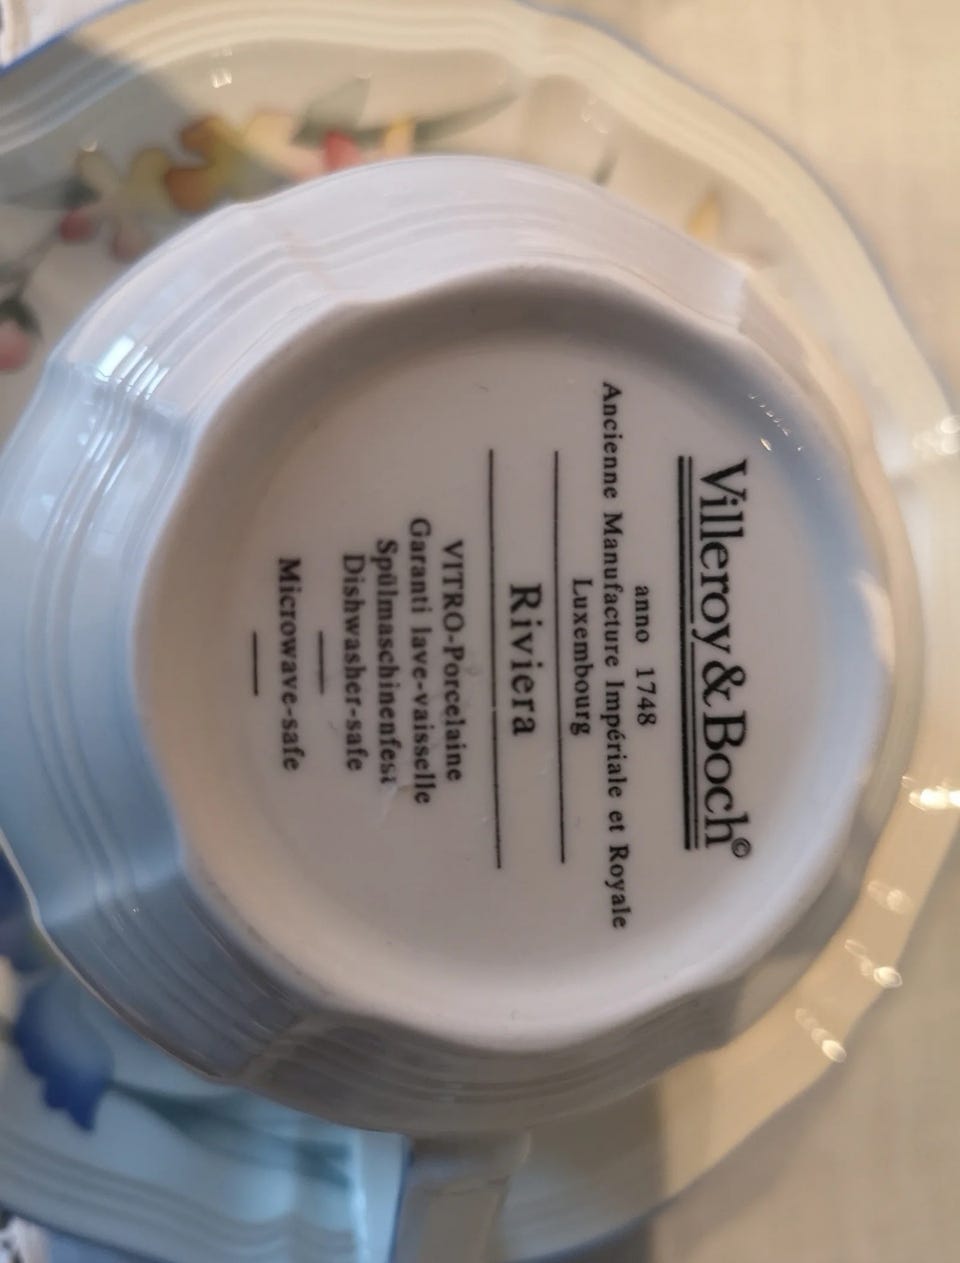 Villeroy & Boch©
anno 1748
Ancienne Manufacture Impériale et Royale
Luxembourg
Riviera
VITRO-Porcelaine
Garanti lave-vaisselle
Spülmaschinenfest
Dishwasher-safe
Microwave-safe